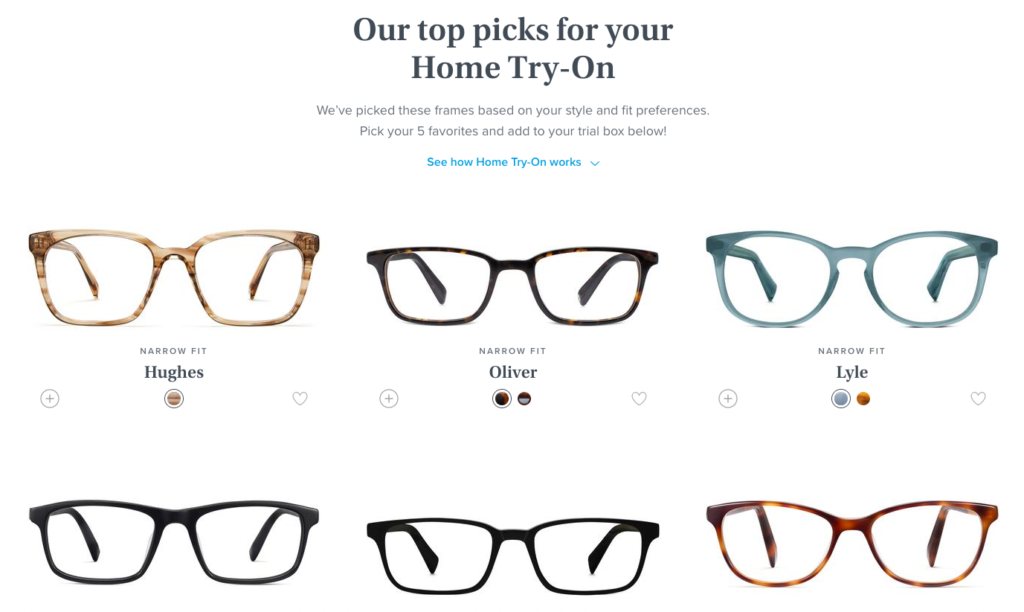 Our top picks for your
Home Try-On
We’ve picked these frames based on your style and fit preferences.
Pick your 5 favorites and add to your trial box below!
See how Home Try-On works
NARROW FIT
Hughes
NARROW FIT
Oliver
NARROW FIT
Lyle